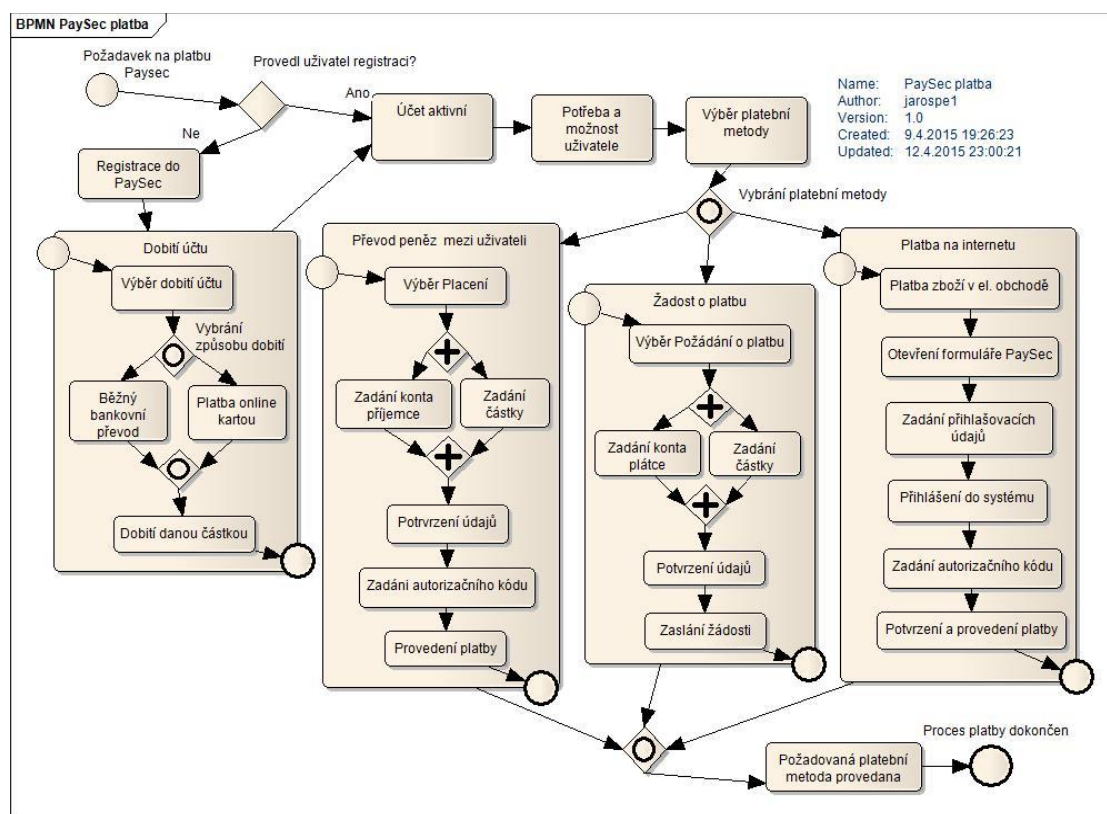 BPMN PaySec platba
Požadavek na platbu
Paysec
Provedl uživatel registraci?
Ano
Ne
Účet aktivní
Potřeba a
možnost
uživatele
Výběr platební
metody
Name: PaySec platba
Author: jarospe1
Version: 1.0
Created: 9.4.2015 19:26:23
Updated: 12.4.2015 23:00:21
Registrace do
PaySec
Vybrání platební metody
Dobití účtu
Výběr dobití účtu
Vybrání
způsobu dobití
Běžný
bankovní
převod
Platba online
kartou
Dobití danou částkou
Převod peněz mezi uživateli
Výběr Placení
Zadání konta
příjemce
Zadání
částky
Potvrzení údajů
Zadáni autorizačního kódu
Provedení platby
Žadost o platbu
Výběr Požádání o platbu
Zadání konta
plátce
Zadání
částky
Potvrzení údajů
Zaslání žádosti
Platba na internetu
Platba zboží v el. obchodě
Otevření formuláře PaySec
Zadání přihlašovacích
údajů
Přihlášení do systému
Zadání autorizačního kódu
Potvrzení a provedení platby
Požadovaná platební
metoda provedana
Proces platby dokončen